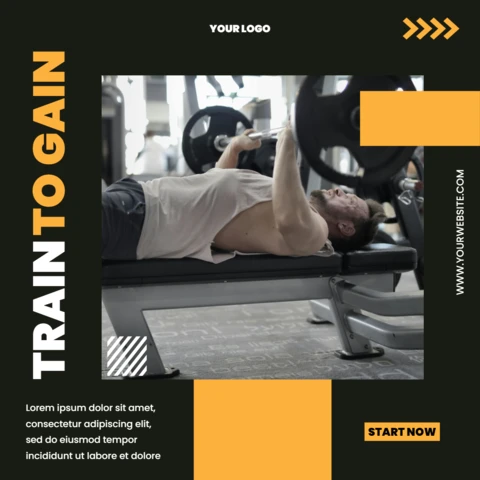 YOUR LOGO
TRAIN TO GAIN
WWW.YOURWEBSITE.COM
Lorem ipsum dolor sit amet,
consectetur adipiscing elit,
sed do eiusmod tempor
incididunt ut labore et dolore
START NOW